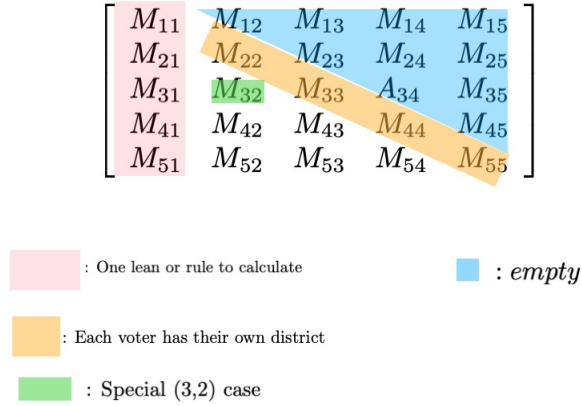 M₁₁ M₁₂ M₁₃ M₁₄ M₁₅
M₂₁ M₂₂ M₂₃ M₂₄ M₂₅
M₃₁ M₃₂ M₃₃ A₃₄ M₃₅
M₄₁ M₄₂ M₄₃ M₄₄ M₄₅
M₅₁ M₅₂ M₅₃ M₅₄ M₅₅
: One lean or rule to calculate
: empty
: Each voter has their own district
: Special (3,2) case